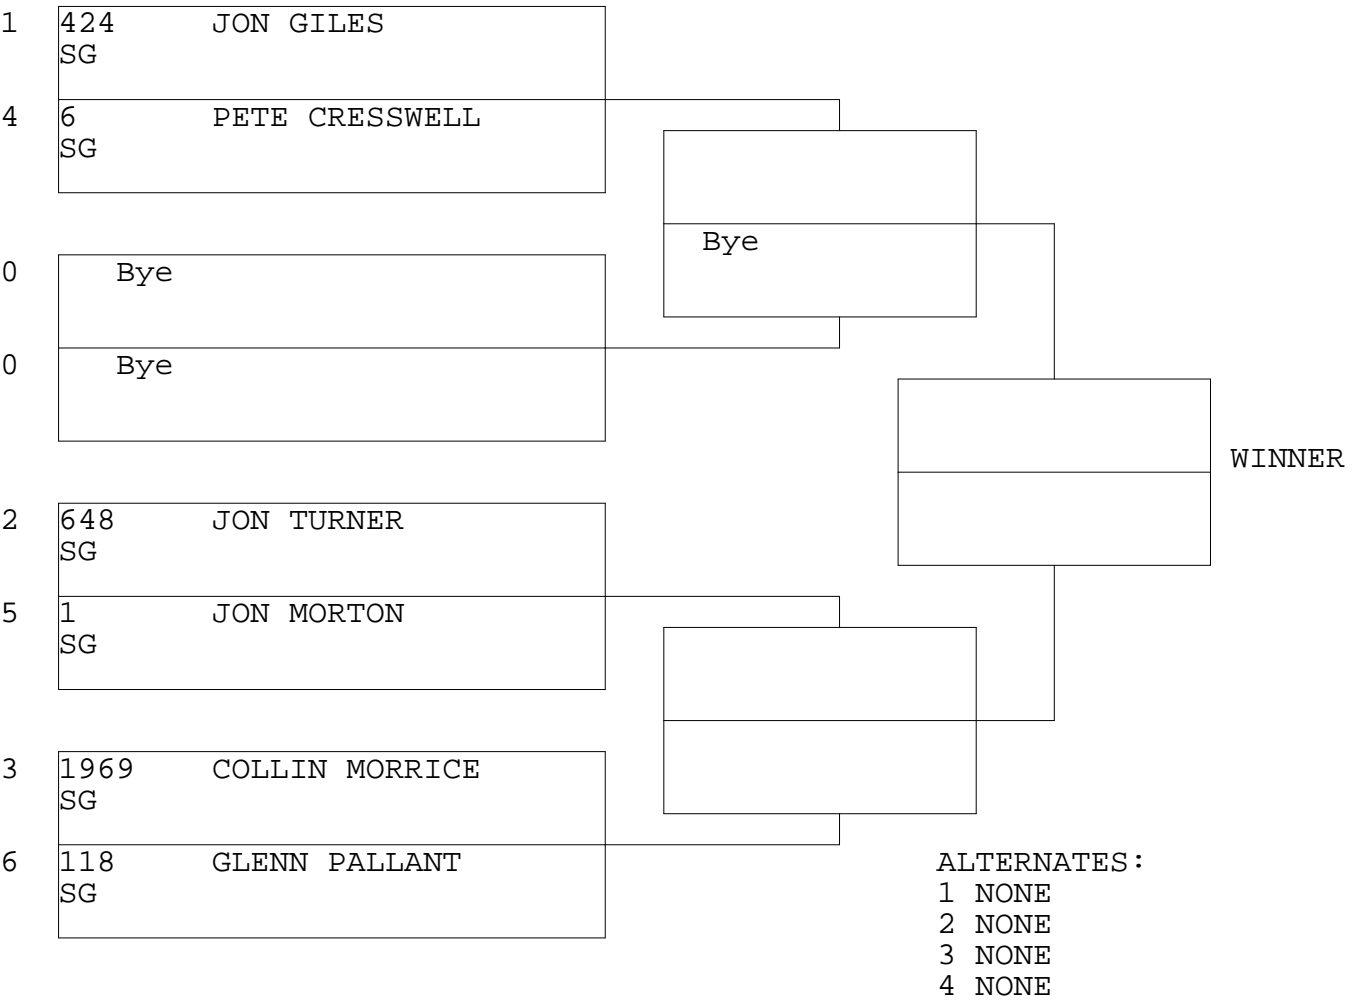 1 424 JON GILES
SG
4 6 PETE CRESSWELL
SG
Bye
0 Bye
0 Bye
WINNER
2 648 JON TURNER
SG
5 1 JON MORTON
SG
3 1969 COLLIN MORRICE
SG
6 118 GLENN PALLANT
SG
ALTERNATES:
1 NONE
2 NONE
3 NONE
4 NONE